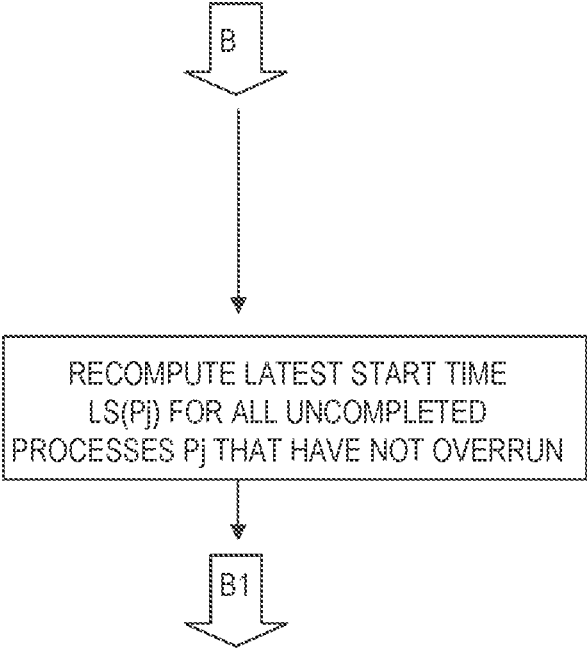 B
RECOMPUTE LATEST START TIME
LS(Pj) FOR ALL UNCOMPLETED
PROCESSES Pj THAT HAVE NOT OVERRUN
B1